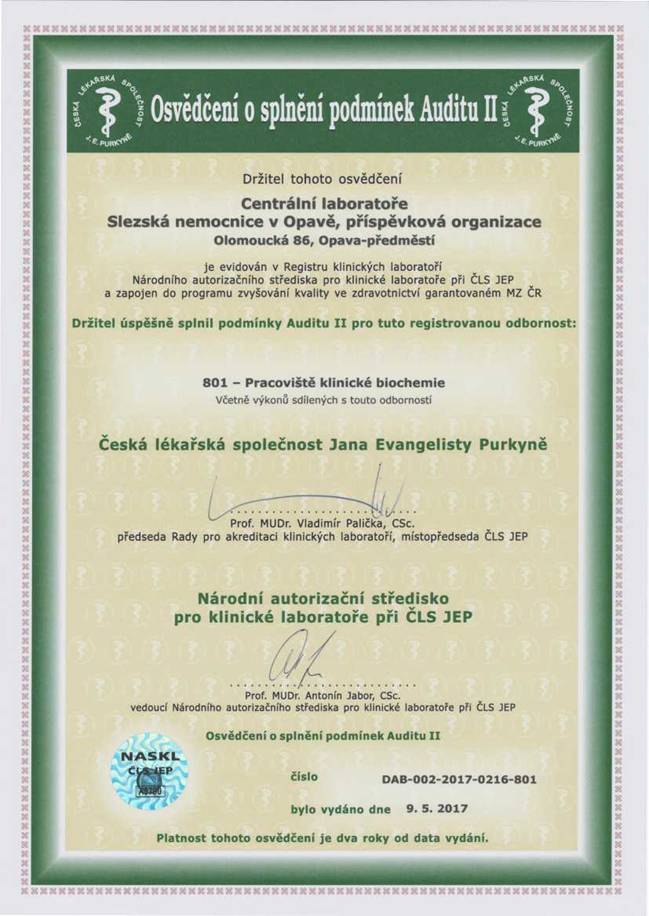 ČESKÁ LÉKAŘSKÁ SPOLEČNOST
J. E. PURKYNĚ
Osvědčení o splnění podmínek Auditu II
ČESKÁ LÉKAŘSKÁ SPOLEČNOST
J. E. PURKYNĚ
Držitel tohoto osvědčení
Centrální laboratoře
Slezská nemocnice v Opavě, příspěvková organizace
Olomoucká 86, Opava-předměstí
je evidován v Registru klinických laboratoří
Národního autorizačního střediska pro klinické laboratoře při ČLS JEP
a zapojen do programu zvyšování kvality ve zdravotnictví garantovaném MZ ČR
Držitel úspěšně splnil podmínky Auditu II pro tuto registrovanou odbornost:
801 – Pracoviště klinické biochemie
Včetně výkonů sdílených s touto odborností
Česká lékařská společnost Jana Evangelisty Purkyně
Prof. MUDr. Vladimír Palička, CSc.
předseda Rady pro akreditaci klinických laboratoří, místopředseda ČLS JEP
Národní autorizační středisko
pro klinické laboratoře při ČLS JEP
Prof. MUDr. Antonín Jabor, CSc.
vedoucí Národního autorizačního střediska pro klinické laboratoře při ČLS JEP
Osvědčení o splnění podmínek Auditu II
NASKL
ČLS JEP
číslo DAB-002-2017-0216-801
bylo vydáno dne 9. 5. 2017
Platnost tohoto osvědčení je dva roky od data vydání.